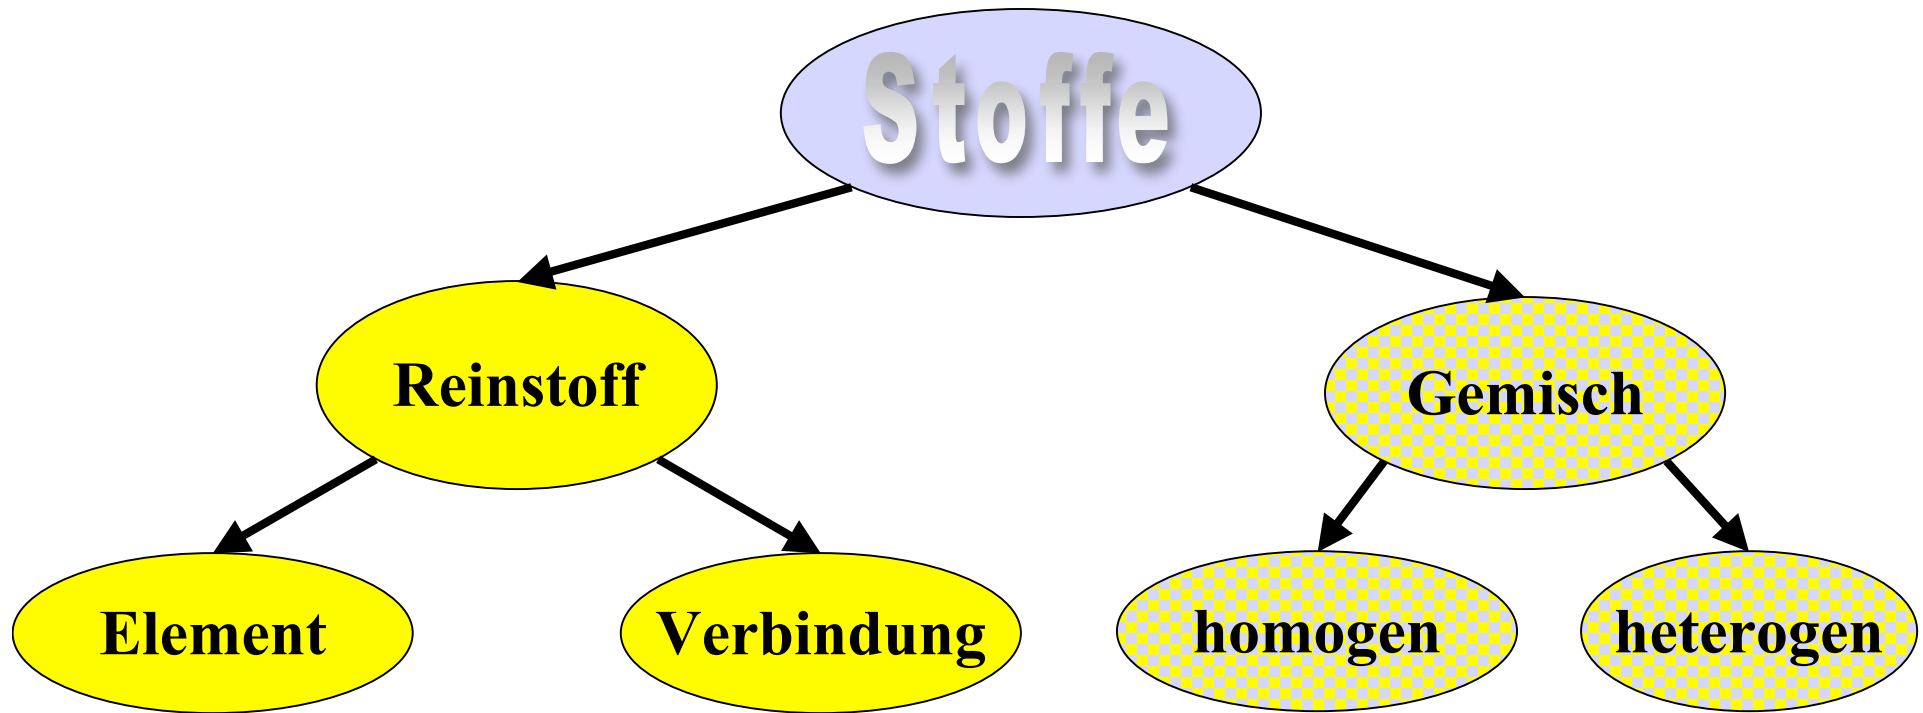 Stoffe
Reinstoff
Gemisch
Element
Verbindung
homogen
heterogen